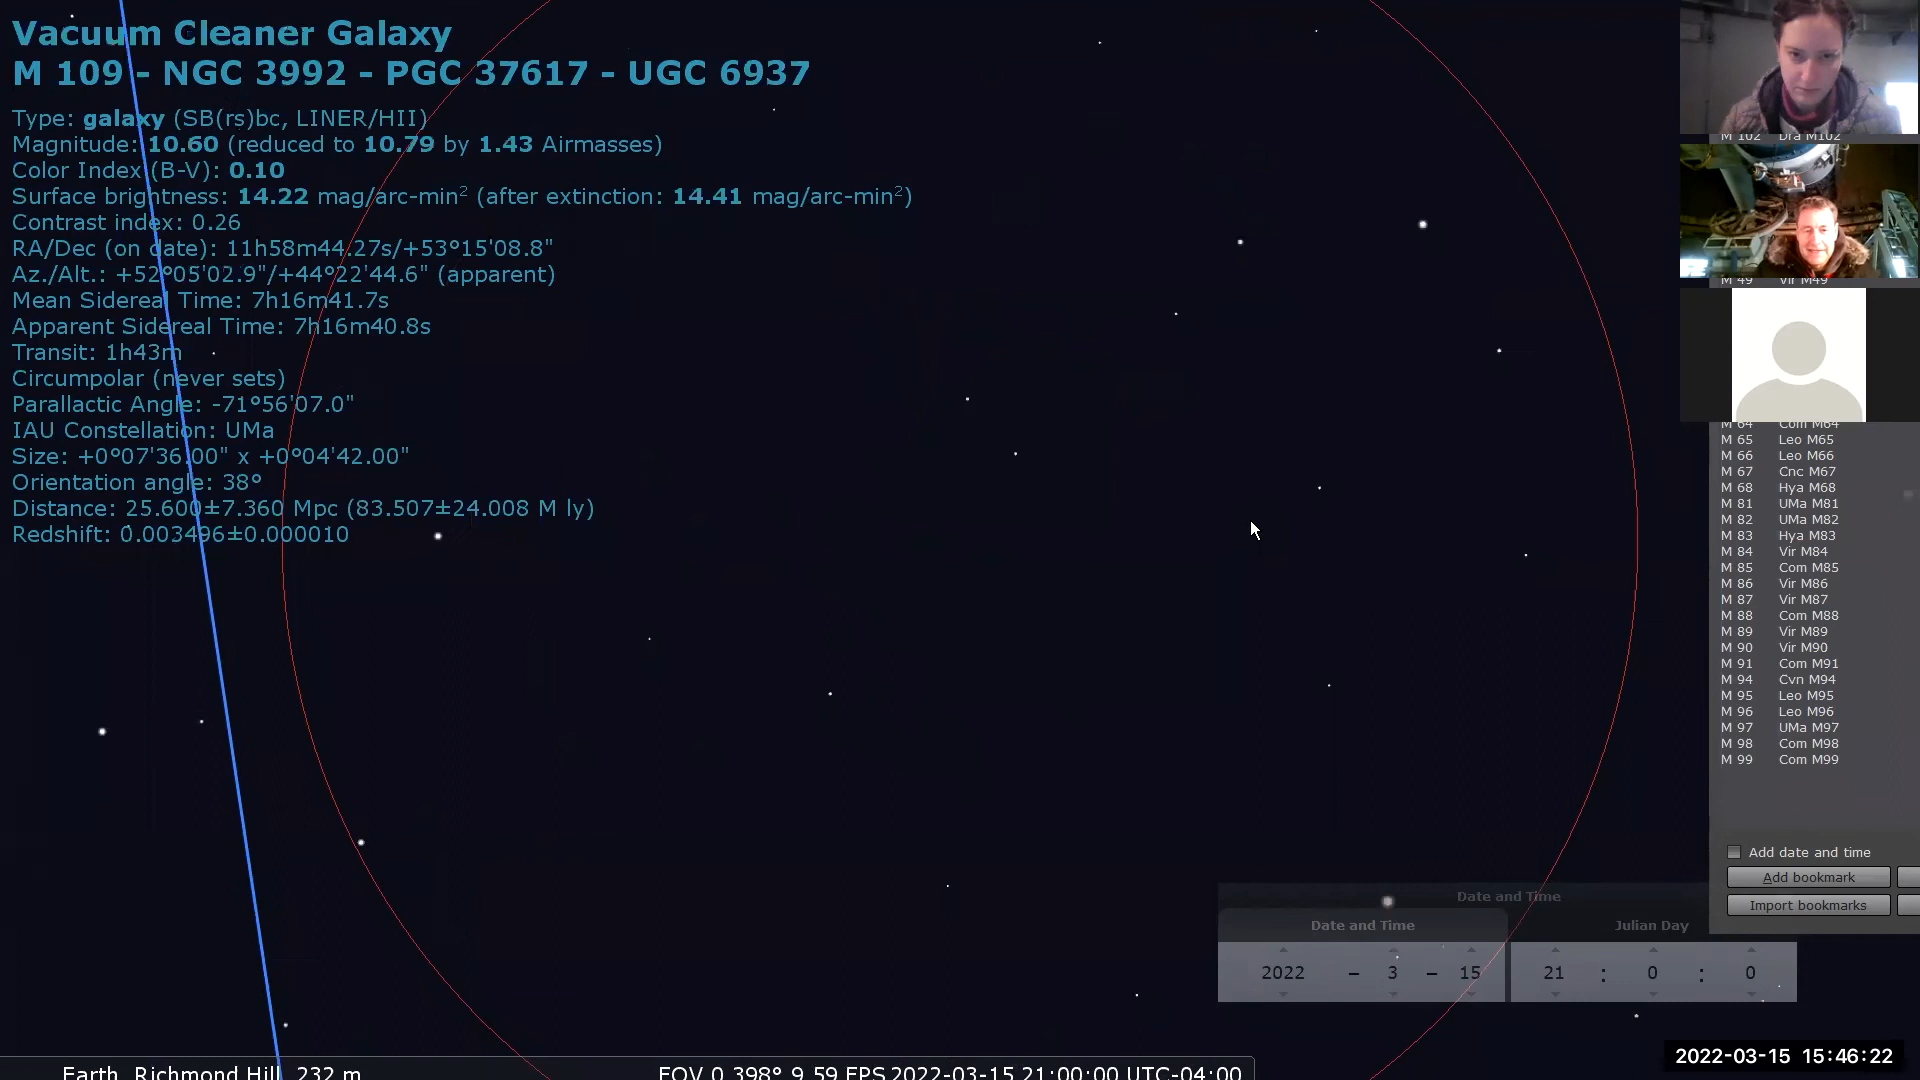 Vacuum Cleaner Galaxy
M 109 - NGC 3992 - PGC 37617 - UGC 6937
Type: galaxy (SB(rs)bc, LINER/HII)
Magnitude: 10.60 (reduced to 10.79 by 1.43 Airmasses)
Color Index (B-V): 0.10
Surface brightness: 14.22 mag/arc-min² (after extinction: 14.41 mag/arc-min²)
Contrast index: 0.26
RA/Dec (on date): 11h58m44.27s/+53°15'08.8"
Az./Alt.: +52°05'02.9"/+44°22'44.6" (apparent)
Mean Sidereal Time: 7h16m41.7s
Apparent Sidereal Time: 7h16m40.8s
Transit: 1h43m
Circumpolar (never sets)
Parallactic Angle: -71°56'07.0"
IAU Constellation: UMa
Size: +0°07'36.00" x +0°04'42.00"
Orientation angle: 38°
Distance: 25.600±7.360 Mpc (83.507±24.008 M ly)
Redshift: 0.003496±0.000010
M 102 Dra M102
M 49 Vir M49
M 64 Com M64
M 65 Leo M65
M 66 Leo M66
M 67 Cnc M67
M 68 Hya M68
M 81 UMa M81
M 82 UMa M82
M 83 Hya M83
M 84 Vir M84
M 85 Com M85
M 86 Vir M86
M 87 Vir M87
M 88 Com M88
M 89 Vir M89
M 90 Vir M90
M 91 Com M91
M 94 Cvn M94
M 95 Leo M95
M 96 Leo M96
M 97 UMa M97
M 98 Com M98
M 99 Com M99
Add date and time
Add bookmark
Import bookmarks
Date and Time
Date and Time Julian Day
2022 - 3 - 15 21 : 0 : 0
2022-03-15 15:46:22
Earth, Richmond Hill, 232 m FOV 0.398° 9.59 FPS 2022-03-15 21:00:00 UTC-04:00